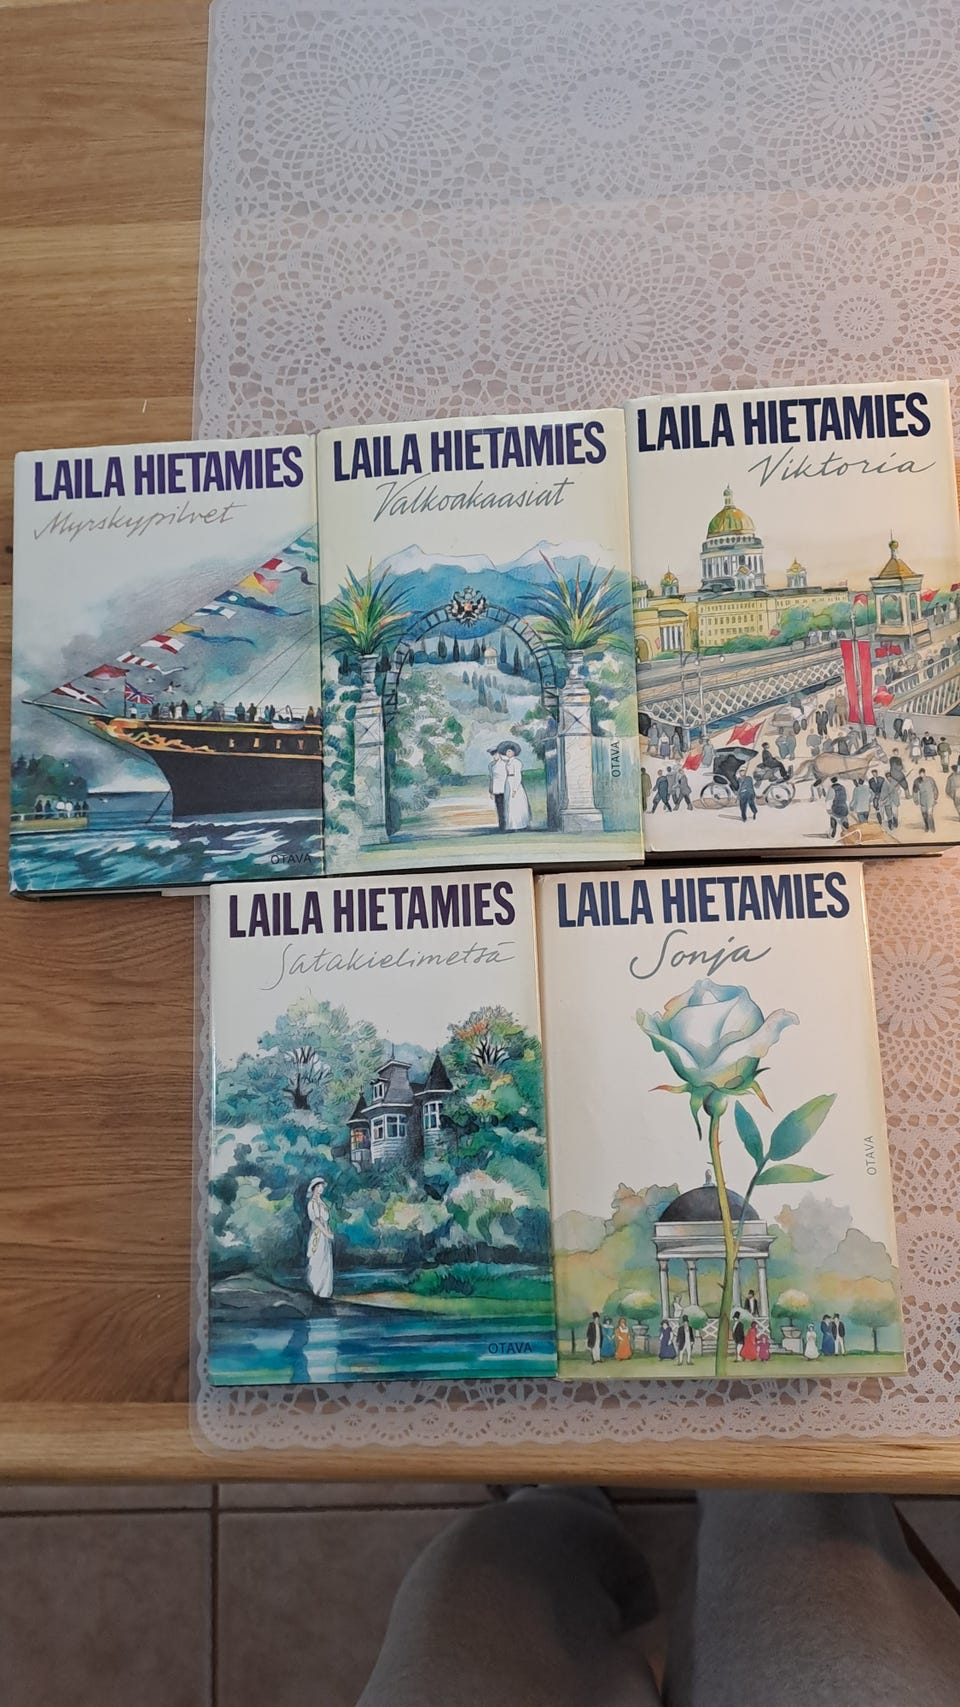 LAILA HIETAMIES
Myrskypilvet
OTAVA
LAILA HIETAMIES
Valkoakaasiat
OTAVA
LAILA HIETAMIES
Viktoria
LAILA HIETAMIES
Satakielimetsä
OTAVA
LAILA HIETAMIES
Sonja
OTAVA